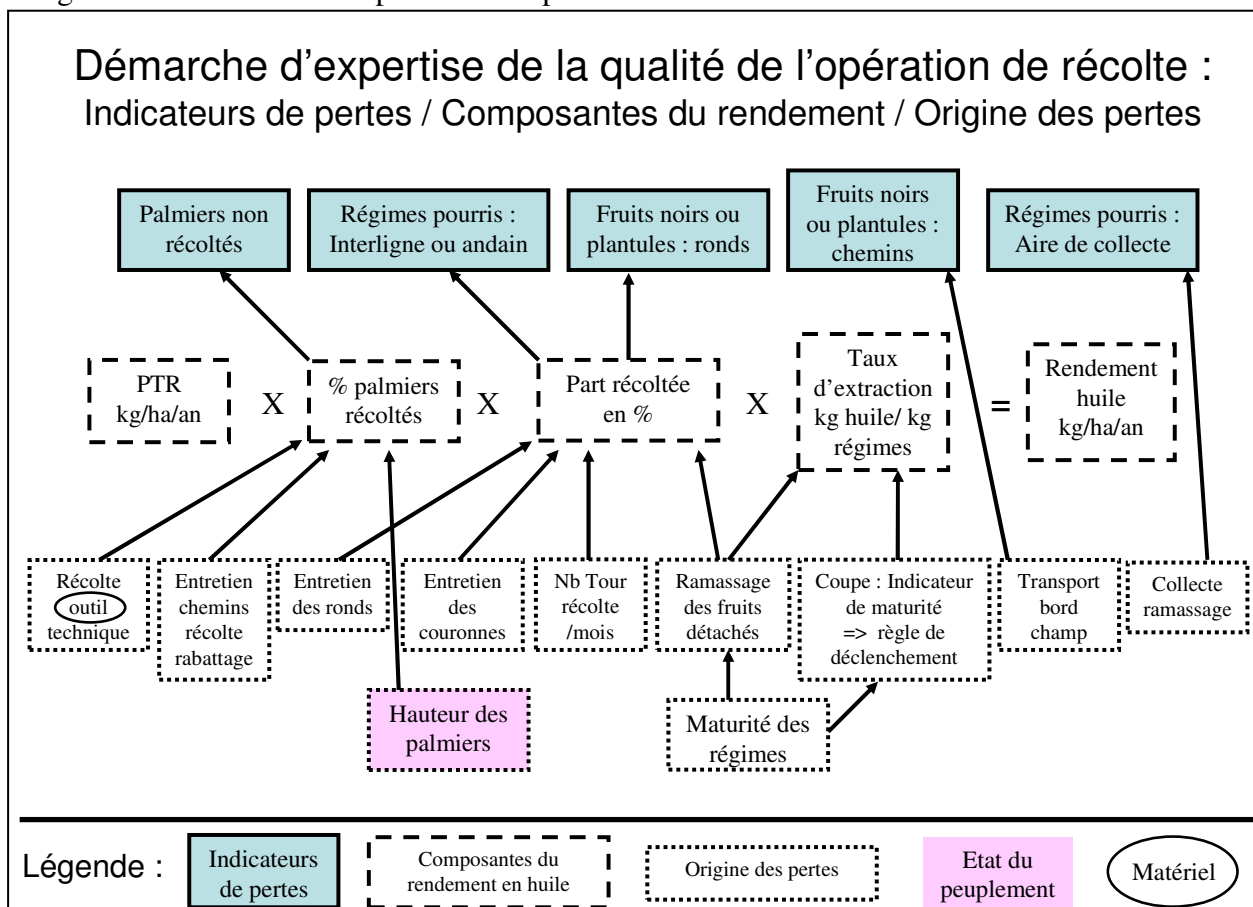 Démarche d'expertise de la qualité de l'opération de récolte :
Indicateurs de pertes / Composantes du rendement / Origine des pertes
Palmiers non
récoltés
Régimes pourris :
Interligne ou andain
Fruits noirs ou
plantules : ronds
Fruits noirs
ou plantules :
chemins
Régimes pourris :
Aire de collecte
PTR
kg/ha/an
X
% palmiers
récoltés
X
Part récoltée
en %
X
Taux
d'extraction
kg huile/ kg
régimes
=
Rendement
huile
kg/ha/an
Récolte
outil
technique
Entretien
chemins
récolte
rabattage
Entretien
des ronds
Entretien
des
couronnes
Nb Tour
récolte
/mois
Ramassage
des fruits
détachés
Coupe : Indicateur
de maturité
=> règle de
déclenchement
Transport
bord
champ
Collecte
ramassage
Hauteur des
palmiers
Maturité des
régimes
Légende :
Indicateurs
de pertes
Composantes du
rendement en huile
Origine des pertes
Etat du
peuplement
Matériel